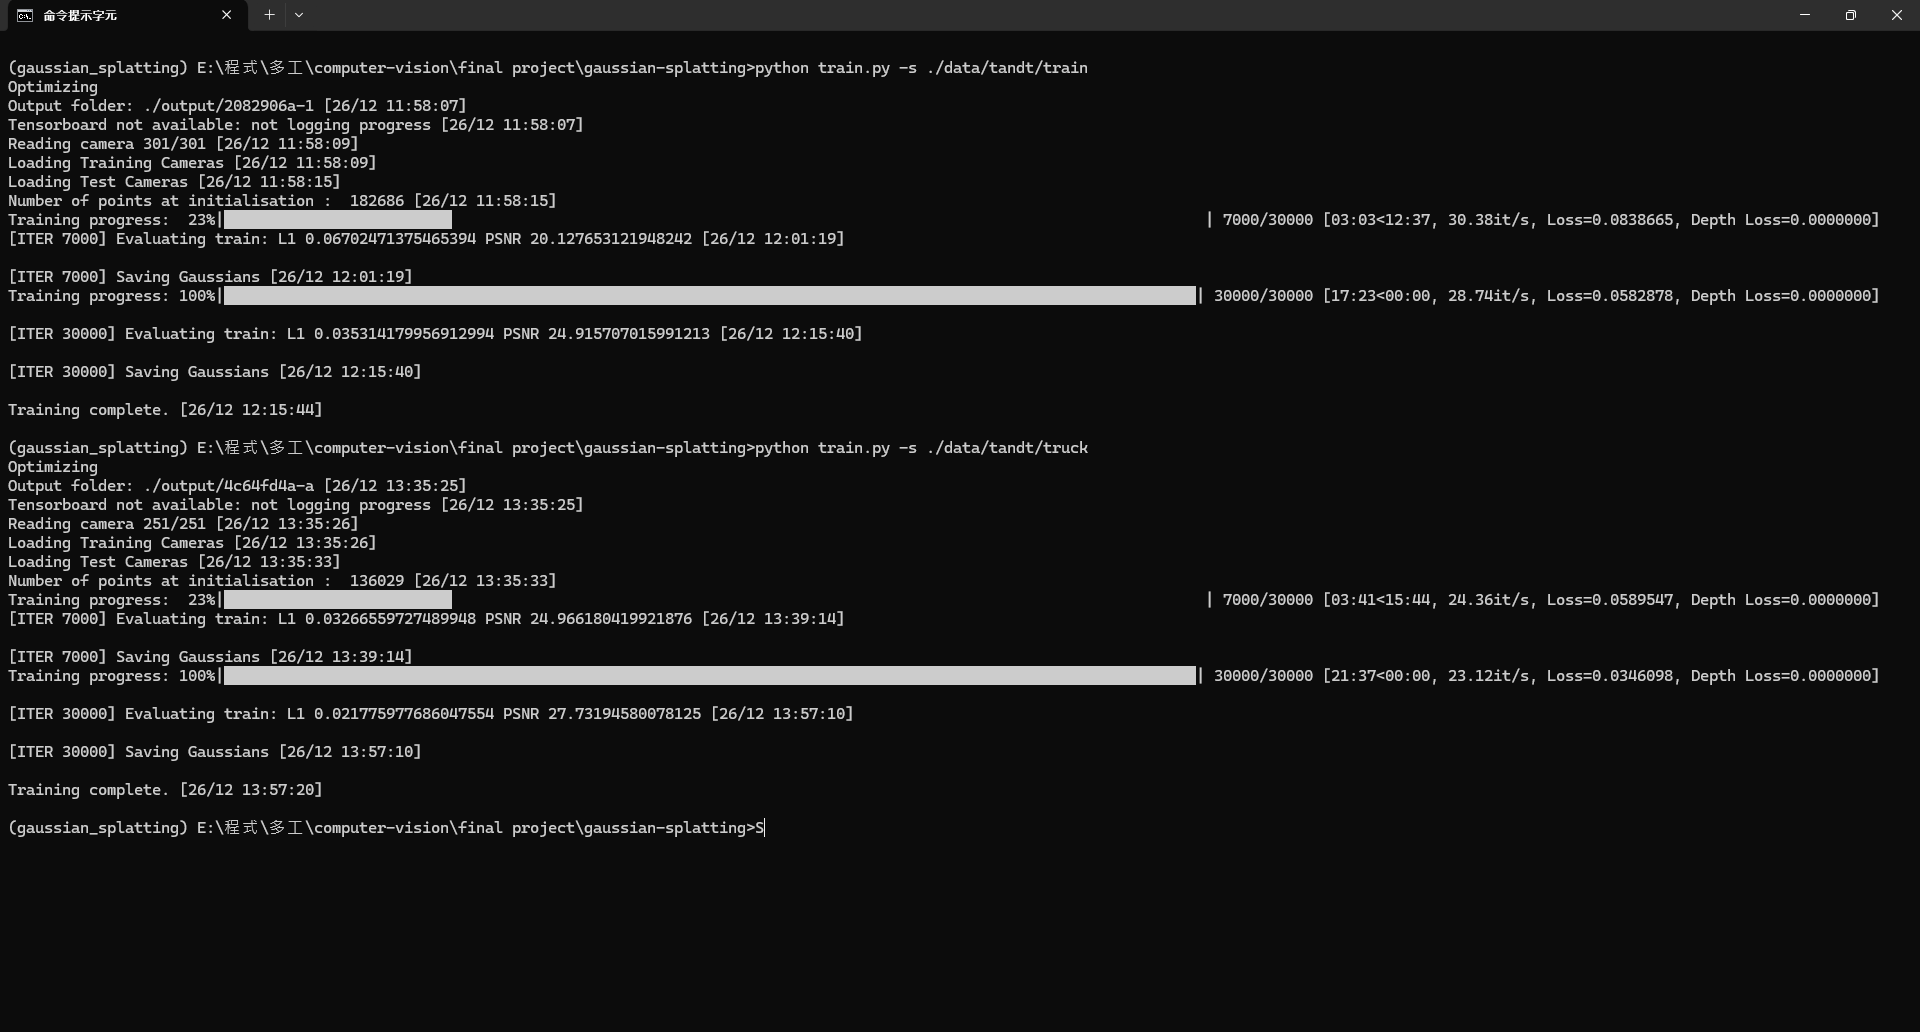 命令提示字元
(gaussian_splatting) E:\程式\多工\computer-vision\final project\gaussian-splatting>python train.py -s ./data/tandt/train
Optimizing
Output folder: ./output/2082906a-1 [26/12 11:58:07]
Tensorboard not available: not logging progress [26/12 11:58:07]
Reading camera 301/301 [26/12 11:58:09]
Loading Training Cameras [26/12 11:58:09]
Loading Test Cameras [26/12 11:58:15]
Number of points at initialisation :  182686 [26/12 11:58:15]
Training progress:  23%| | 7000/30000 [03:03<12:37, 30.38it/s, Loss=0.0838665, Depth Loss=0.0000000]
[ITER 7000] Evaluating train: L1 0.06702471375465394 PSNR 20.127653121948242 [26/12 12:01:19]
[ITER 7000] Saving Gaussians [26/12 12:01:19]
Training progress: 100%| | 30000/30000 [17:23<00:00, 28.74it/s, Loss=0.0582878, Depth Loss=0.0000000]
[ITER 30000] Evaluating train: L1 0.035314179956912994 PSNR 24.915707015991213 [26/12 12:15:40]
[ITER 30000] Saving Gaussians [26/12 12:15:40]
Training complete. [26/12 12:15:44]
(gaussian_splatting) E:\程式\多工\computer-vision\final project\gaussian-splatting>python train.py -s ./data/tandt/truck
Optimizing
Output folder: ./output/4c64fd4a-a [26/12 13:35:25]
Tensorboard not available: not logging progress [26/12 13:35:25]
Reading camera 251/251 [26/12 13:35:26]
Loading Training Cameras [26/12 13:35:26]
Loading Test Cameras [26/12 13:35:33]
Number of points at initialisation :  136029 [26/12 13:35:33]
Training progress:  23%| | 7000/30000 [03:41<15:44, 24.36it/s, Loss=0.0589547, Depth Loss=0.0000000]
[ITER 7000] Evaluating train: L1 0.03266559727489948 PSNR 24.966180419921876 [26/12 13:39:14]
[ITER 7000] Saving Gaussians [26/12 13:39:14]
Training progress: 100%| | 30000/30000 [21:37<00:00, 23.12it/s, Loss=0.0346098, Depth Loss=0.0000000]
[ITER 30000] Evaluating train: L1 0.021775977686047554 PSNR 27.73194580078125 [26/12 13:57:10]
[ITER 30000] Saving Gaussians [26/12 13:57:10]
Training complete. [26/12 13:57:20]
(gaussian_splatting) E:\程式\多工\computer-vision\final project\gaussian-splatting>S